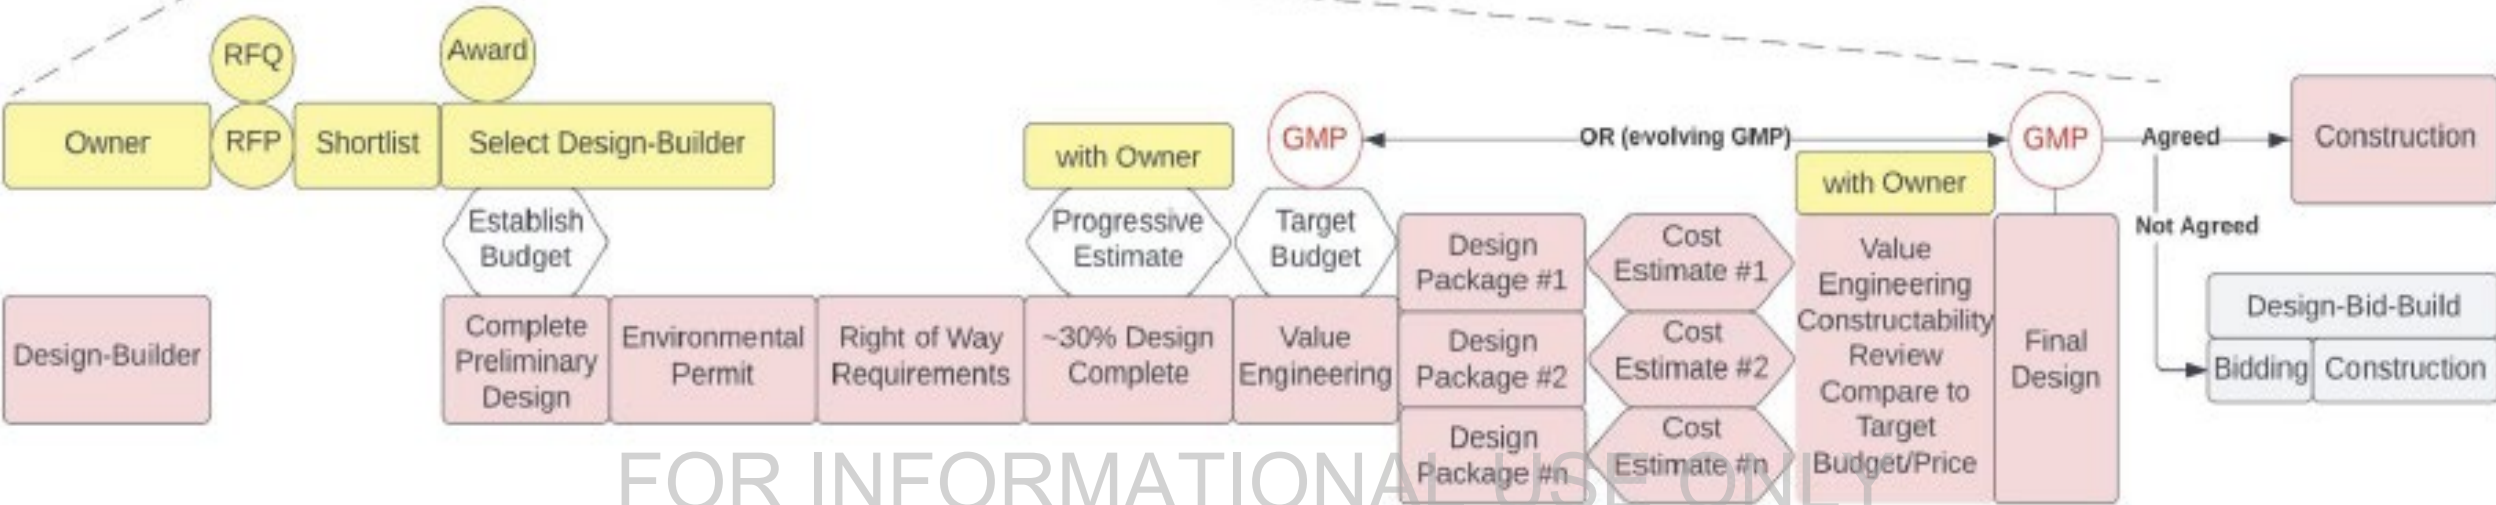 RFQ
Award
Owner
RFP
Shortlist
Select Design-Builder
with Owner
GMP
OR (evolving GMP)
GMP
Agreed
Construction
with Owner
Establish
Budget
Progressive
Estimate
Target
Budget
Not Agreed
Design-Builder
Complete
Preliminary
Design
Environmental
Permit
Right of Way
Requirements
~30% Design
Complete
Value
Engineering
Design
Package #1
Cost
Estimate #1
Design
Package #2
Cost
Estimate #2
Design
Package #n
Cost
Estimate #n
Value
Engineering
Constructability
Review
Compare to
Target
Budget/Price
Final
Design
Design-Bid-Build
Bidding
Construction
FOR INFORMATIONAL USE ONLY